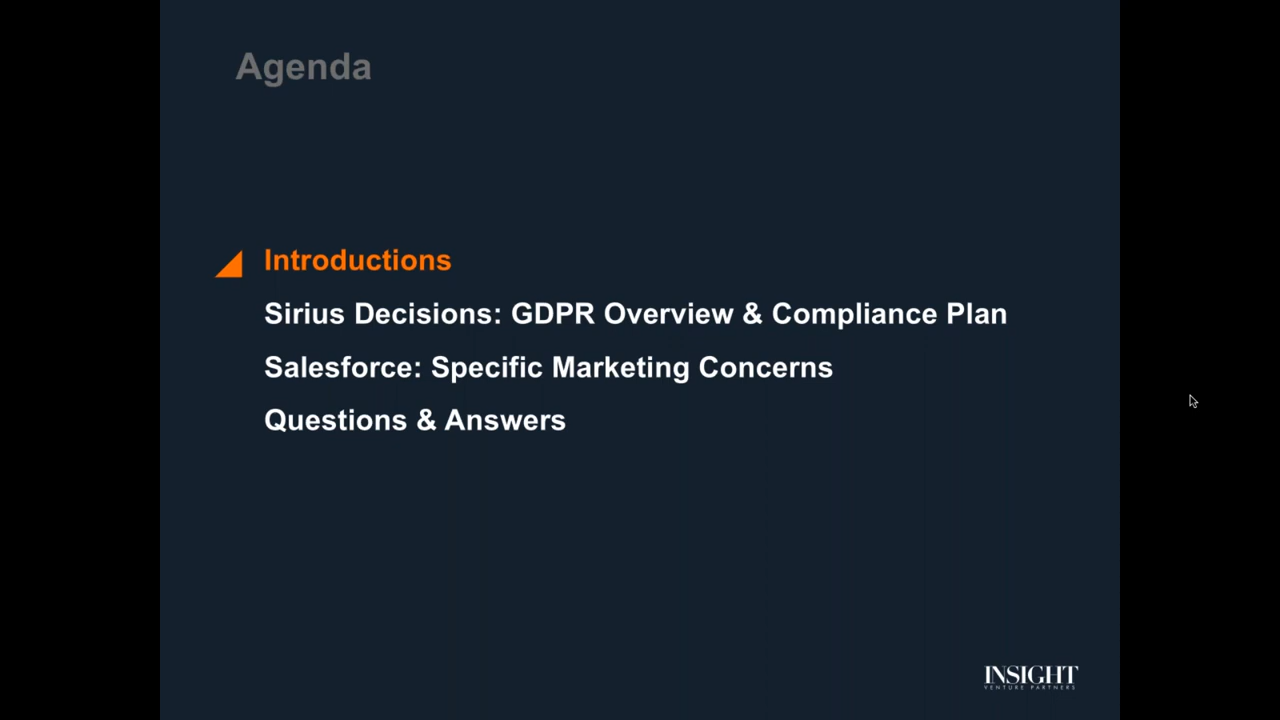 Agenda
Introductions
Sirius Decisions: GDPR Overview & Compliance Plan
Salesforce: Specific Marketing Concerns
Questions & Answers
INSIGHT
VENTURE PARTNERS